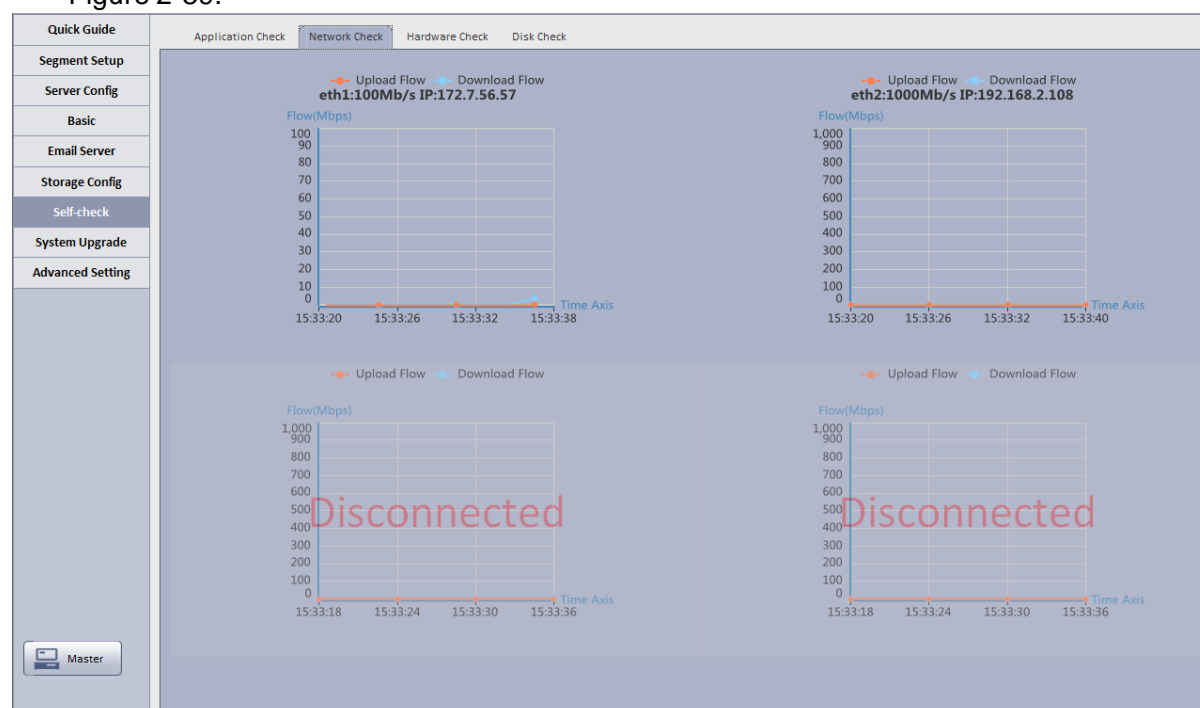 Figure 2-30.
Quick Guide
Segment Setup
Server Config
Basic
Email Server
Storage Config
Self-check
System Upgrade
Advanced Setting
Master
Application Check Network Check Hardware Check Disk Check
Upload Flow Download Flow
eth1:100Mb/s IP:172.7.56.57
Flow(Mbps)
100
90
80
70
60
50
40
30
20
10
0
Time Axis
15:33:20 15:33:26 15:33:32 15:33:38
Upload Flow Download Flow
eth2:1000Mb/s IP:192.168.2.108
Flow(Mbps)
1,000
900
800
700
600
500
400
300
200
100
0
Time Axis
15:33:20 15:33:26 15:33:32 15:33:40
Upload Flow Download Flow
Flow(Mbps)
1,000
900
800
700
600
500
400
300
200
100
0
Disconnected
Time Axis
15:33:18 15:33:24 15:33:30 15:33:36
Upload Flow Download Flow
Flow(Mbps)
1,000
900
800
700
600
500
400
300
200
100
0
Disconnected
Time Axis
15:33:18 15:33:24 15:33:30 15:33:36